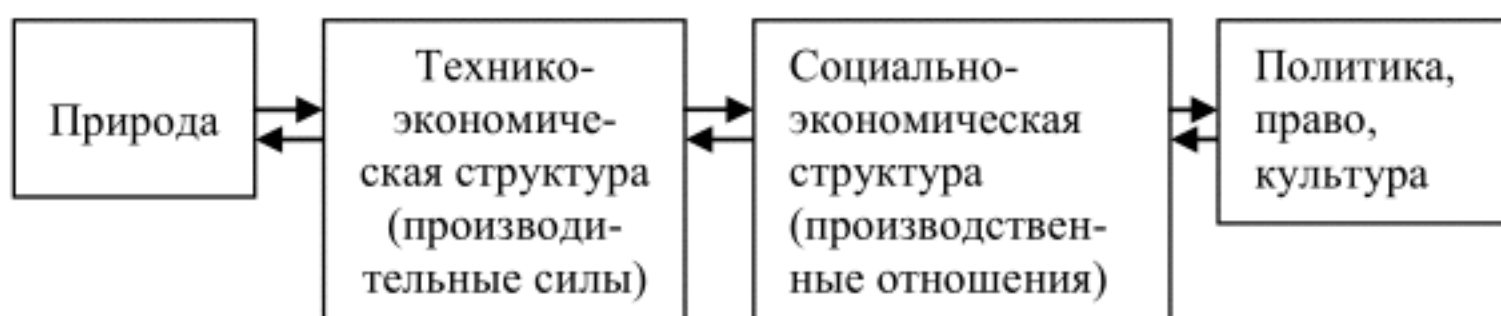 Природа
Технико-
экономиче-
ская структура
(производи-
тельные силы)
Социально-
экономическая
структура
(производствен-
ные отношения)
Политика,
право,
культура